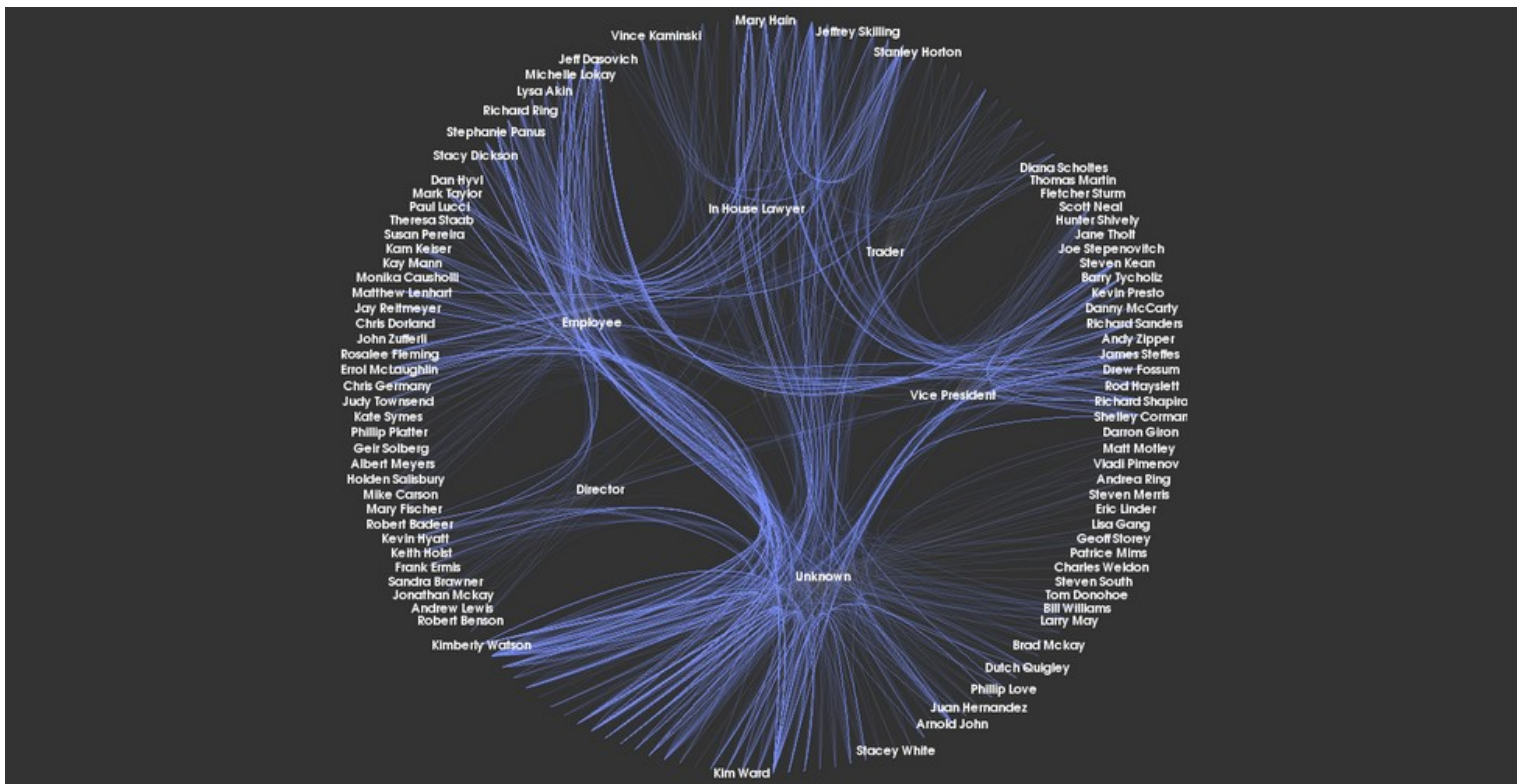 Mary Hain
Jeffrey Skilling
Vince Kaminski
Stanley Horton
Jeff Dasovich
Michelle Lokay
Lysa Akin
Richard Ring
Stephanie Panus
Stacy Dickson
Dan Hyvl
Mark Taylor
Paul Lucci
Theresa Staab
Susan Pereira
Kam Keiser
Kay Mann
Monika Causholli
Matthew Lenhart
Jay Reitmeyer
Chris Dorland
John Zufferli
Rosalee Fleming
Errol McLaughlin
Chris Germany
Judy Townsend
Kate Symes
Phillip Platter
Geir Solberg
Albert Meyers
Holden Salisbury
Mike Carson
Mary Fischer
Robert Badeer
Kevin Hyatt
Keith Holst
Frank Ermis
Sandra Brawner
Jonathan Mckay
Andrew Lewis
Robert Benson
Kimberly Watson
In House Lawyer
Trader
Employee
Vice President
Director
Unknown
Diana Scholtes
Thomas Martin
Fletcher Sturm
Scott Neal
Hunter Shively
Jane Tholt
Joe Stepenovitch
Steven Kean
Barry Tycholiz
Kevin Presto
Danny McCarty
Richard Sanders
Andy Zipper
James Steffes
Drew Fossum
Rod Hayslett
Richard Shapiro
Shelley Corman
Darron Giron
Matt Motley
Vladi Pimenov
Andrea Ring
Steven Merris
Eric Linder
Lisa Gang
Geoff Storey
Patrice Mims
Charles Weldon
Steven South
Tom Donohoe
Bill Williams
Larry May
Brad Mckay
Dutch Quigley
Phillip Love
Juan Hernandez
Arnold John
Stacey White
Kim Ward